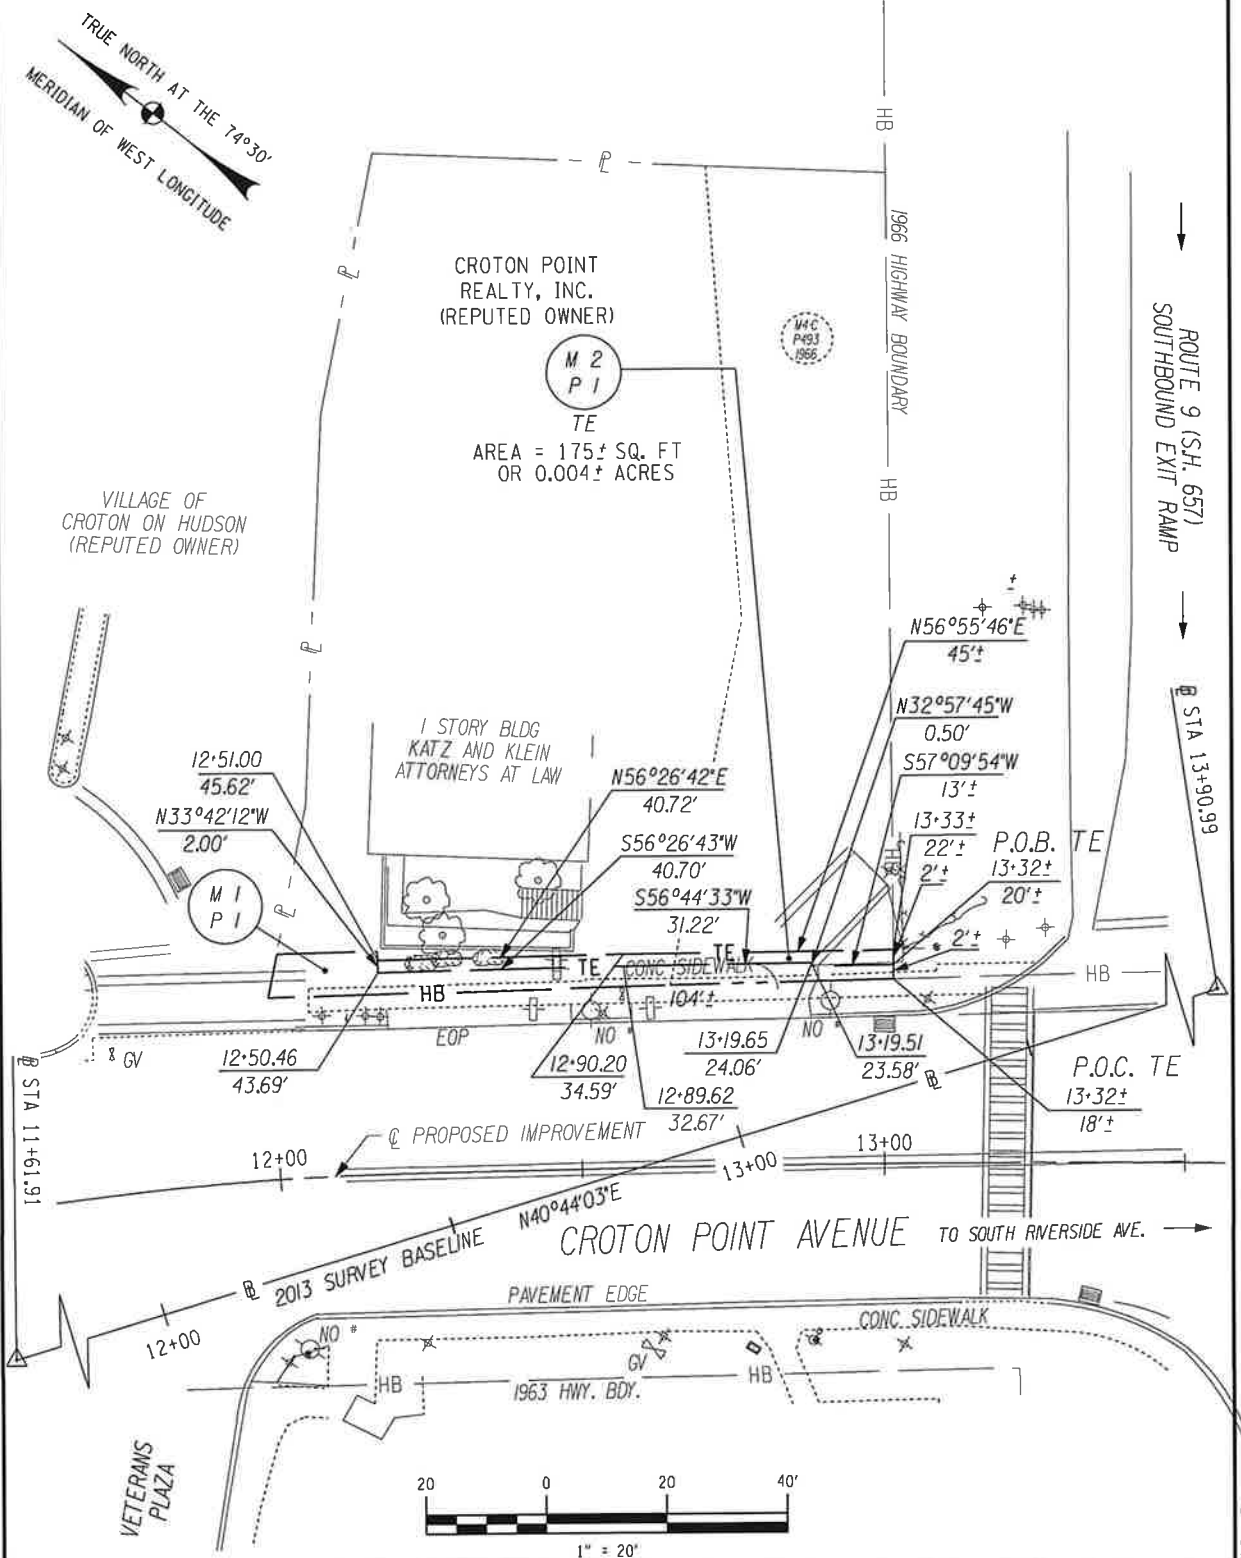 TRUE NORTH AT THE 74°30'
MERIDIAN OF WEST LONGITUDE
HB
P̲L
CROTON POINT
REALTY, INC.
(REPUTED OWNER)
M4-C
P493
1966
1966 HIGHWAY BOUNDARY
ROUTE 9 (S.H. 657)
SOUTHBOUND EXIT RAMP
PL
M 2
P 1
TE
AREA = 175± SQ. FT
OR 0.004± ACRES
HB
VILLAGE OF
CROTON ON HUDSON
(REPUTED OWNER)
±
PL
N56°55'46"E
45'±
N32°57'45"W
0.50'
S57°09'54"W
13'±
BL STA 13+90.99
1 STORY BLDG
KATZ AND KLEIN
ATTORNEYS AT LAW
12+51.00
45.62'
N33°42'12"W
2.00'
N56°26'42"E
40.72'
S56°26'43"W
40.70'
S56°44'33"W
31.22'
13+33±
22'±
2'±
HB
P.O.B. TE
13+32±
20'±
2'±
M 1
P 1
PL
TE
TE
CONC SIDEWALK
HB
HB
104'±
EOP
NO #
NO #
GV
12+50.46
43.69'
12+90.20
34.59'
12+89.62
32.67'
13+19.65
24.06'
13+19.51
23.58'
P.O.C. TE
13+32±
18'±
BL
BL STA 11+61.91
CL PROPOSED IMPROVEMENT
12+00
13+00
13+00
N40°44'03"E
BL 2013 SURVEY BASELINE
12+00
CROTON POINT AVENUE TO SOUTH RIVERSIDE AVE.
PAVEMENT EDGE
CONC SIDEWALK
NO #
GV
HB
1963 HWY. BDY.
HB
VETERANS
PLAZA
20 0 20 40'
1" = 20'